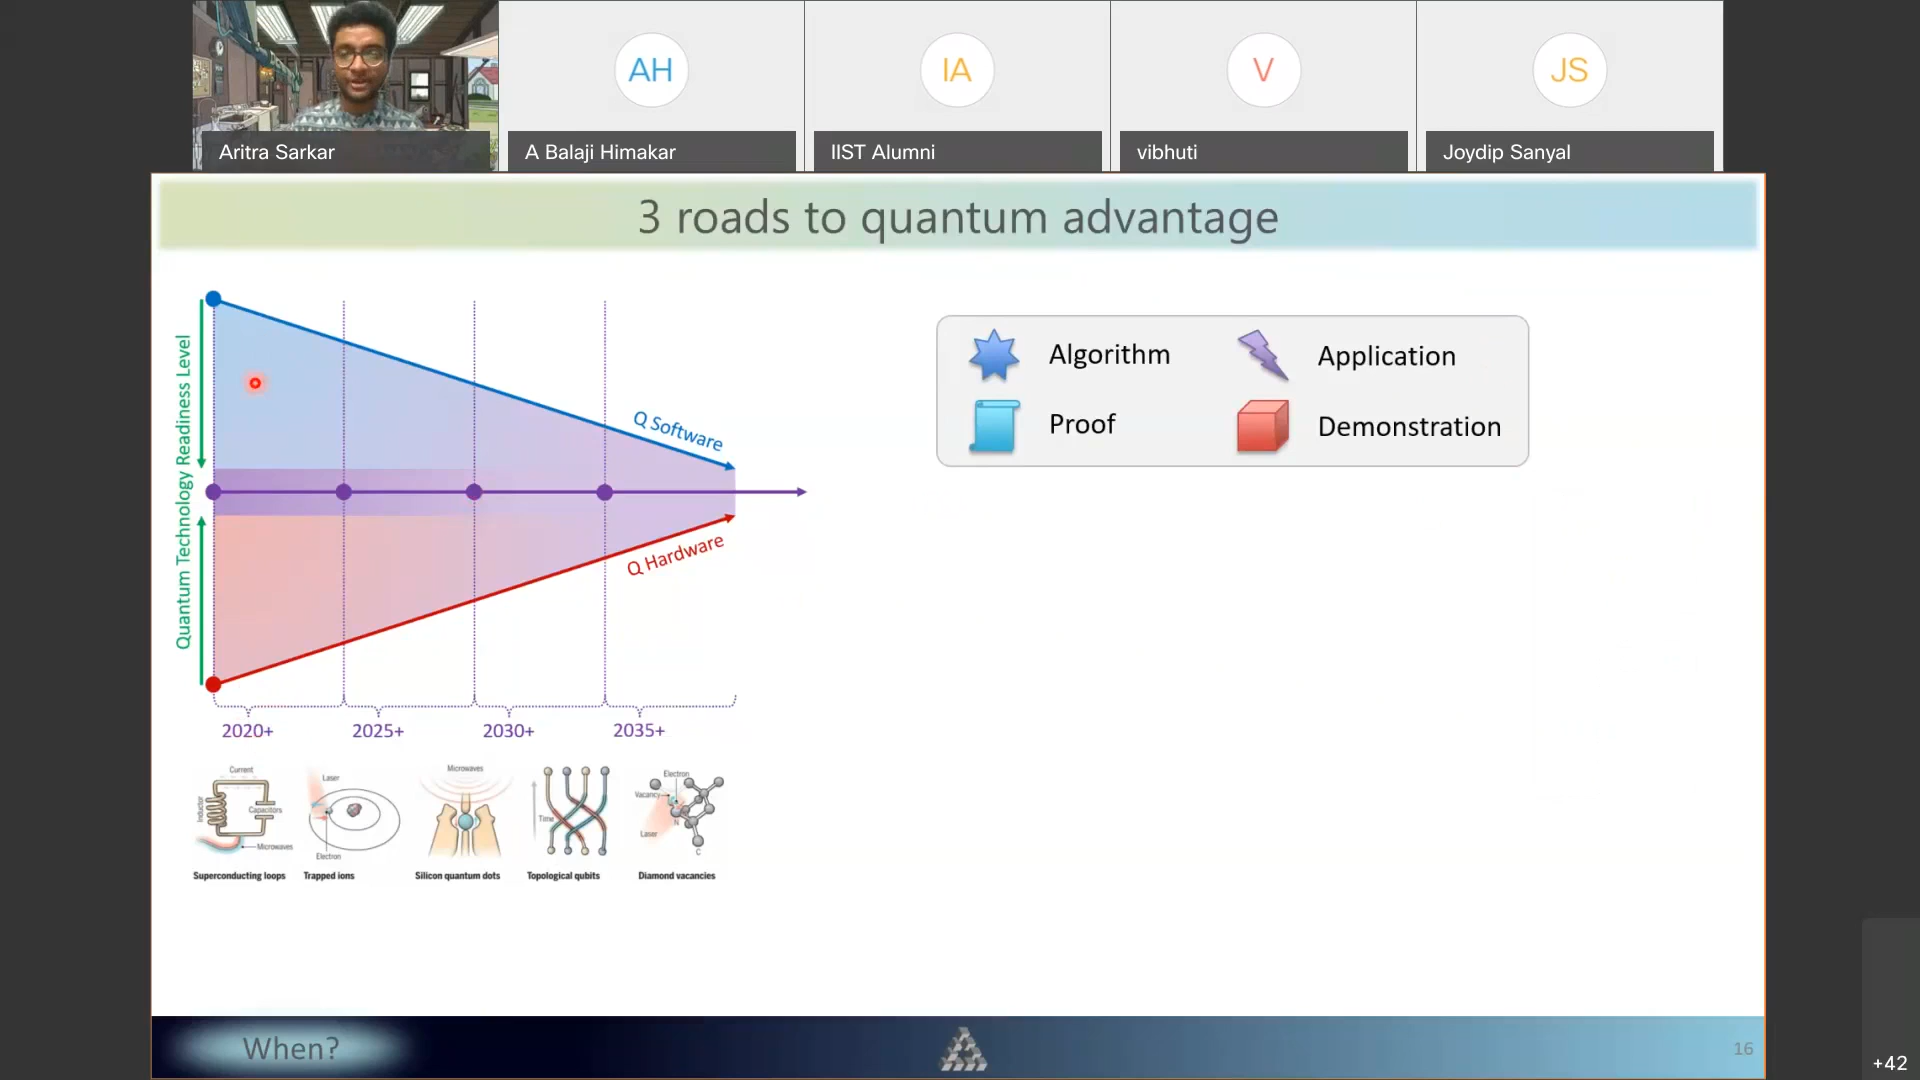 AH
IA
V
JS
Aritra Sarkar
A Balaji Himakar
IIST Alumni
vibhuti
Joydip Sanyal
3 roads to quantum advantage
Quantum Technology Readiness Level
Q Software
Q Hardware
2020+
2025+
2030+
2035+
Algorithm
Application
Proof
Demonstration
Current
Inductor
Capacitors
Microwaves
Superconducting loops
Laser
Electron
Trapped ions
Microwaves
Silicon quantum dots
Time
Topological qubits
Electron
Vacancy
N
Laser
C
Diamond vacancies
When?
16
+42